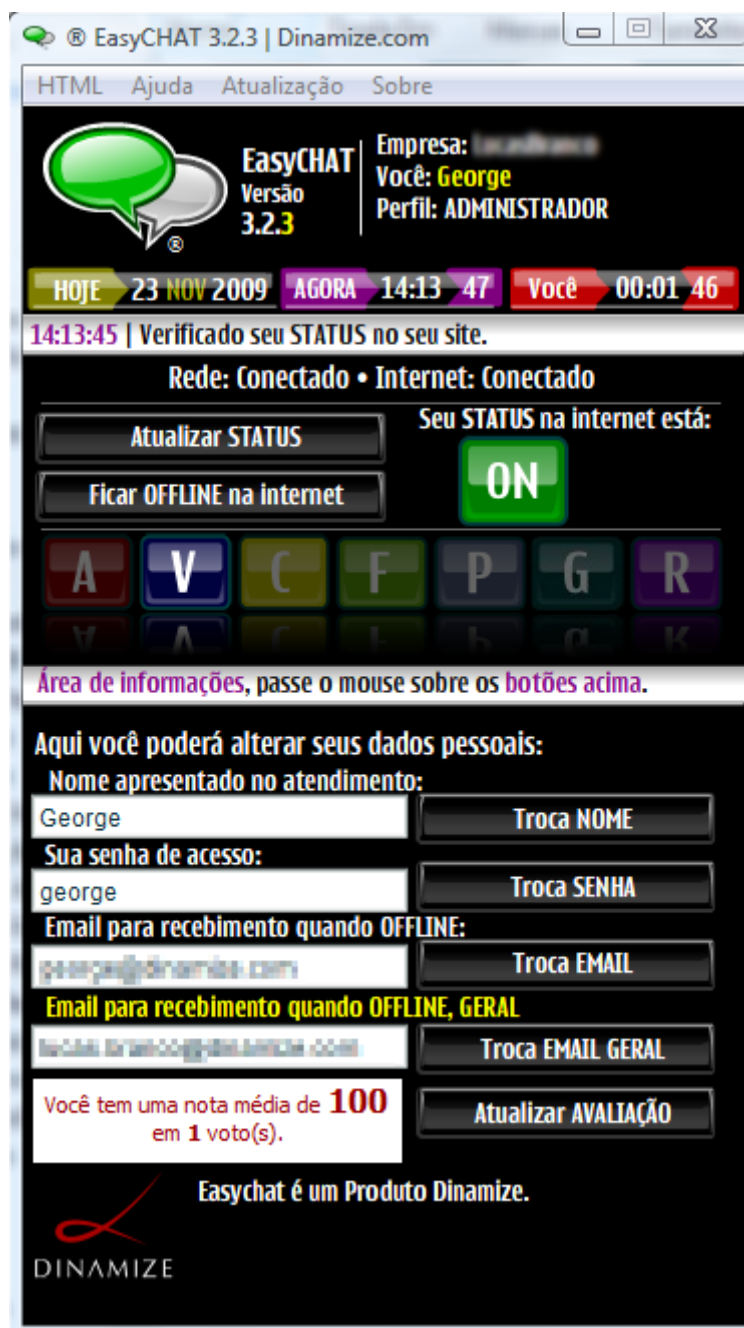 ® EasyCHAT 3.2.3 | Dinamize.com
HTML Ajuda Atualização Sobre
EasyCHAT
Versão
3.2.3
®
Empresa:
Você: George
Perfil: ADMINISTRADOR
HOJE 23 NOV 2009 AGORA 14:13 47 Você 00:01 46
14:13:45 | Verificado seu STATUS no seu site.
Rede: Conectado • Internet: Conectado
Atualizar STATUS
Seu STATUS na internet está:
Ficar OFFLINE na internet
ON
A V C F P G R
Área de informações, passe o mouse sobre os botões acima.
Aqui você poderá alterar seus dados pessoais:
Nome apresentado no atendimento:
George Troca NOME
Sua senha de acesso:
george Troca SENHA
Email para recebimento quando OFFLINE:
Troca EMAIL
Email para recebimento quando OFFLINE, GERAL
Troca EMAIL GERAL
Você tem uma nota média de 100
em 1 voto(s).
Atualizar AVALIAÇÃO
Easychat é um Produto Dinamize.
DINAMIZE